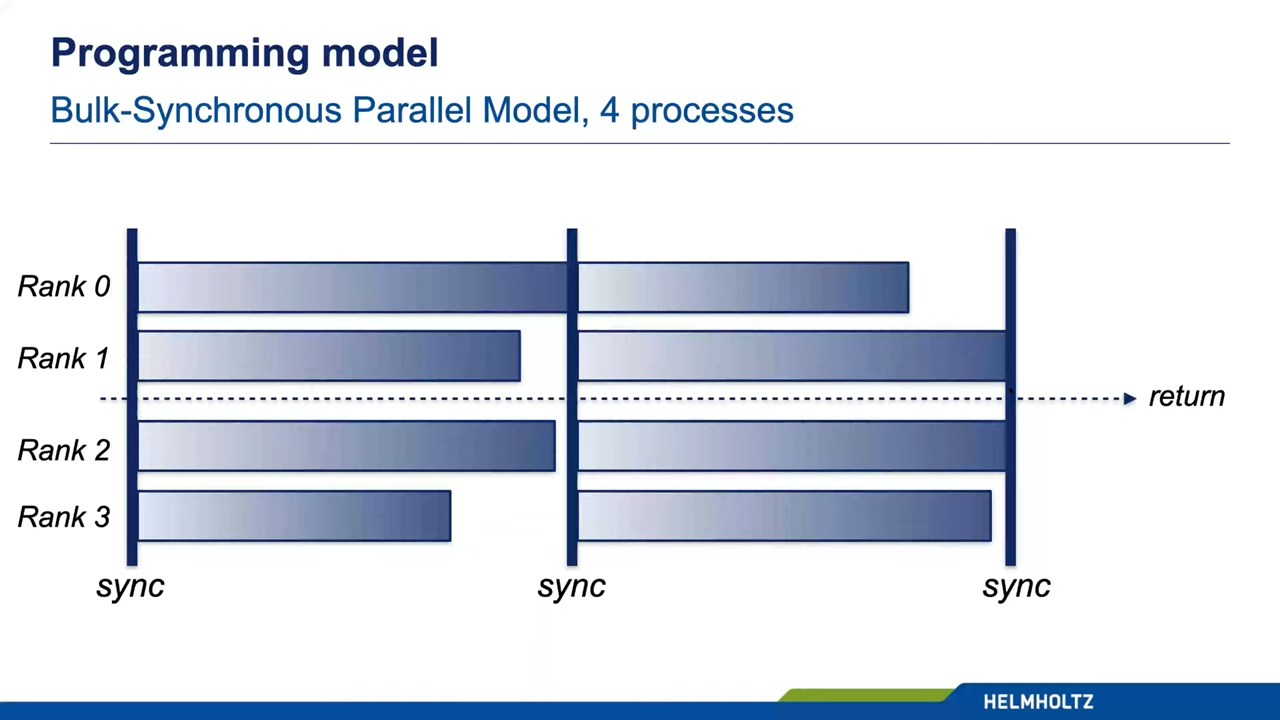 Programming model
Bulk-Synchronous Parallel Model, 4 processes
Rank 0
Rank 1
return
Rank 2
Rank 3
sync
sync
sync
HELMHOLTZ